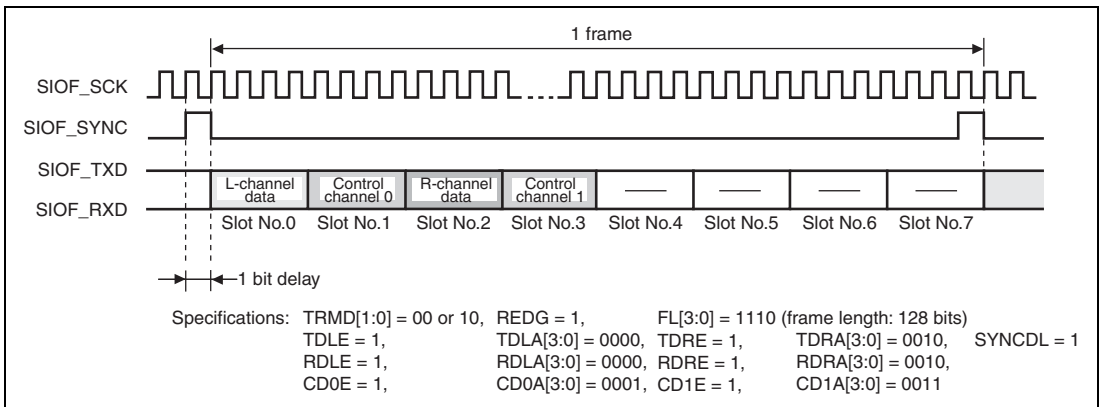 1 frame
SIOF_SCK
SIOF_SYNC
SIOF_TXD
SIOF_RXD
L-channel data
Control channel 0
R-channel data
Control channel 1
Slot No.0 Slot No.1 Slot No.2 Slot No.3 Slot No.4 Slot No.5 Slot No.6 Slot No.7
1 bit delay
Specifications: TRMD[1:0] = 00 or 10, REDG = 1, FL[3:0] = 1110 (frame length: 128 bits)
TDLE = 1, TDLA[3:0] = 0000, TDRE = 1, TDRA[3:0] = 0010, SYNCDL = 1
RDLE = 1, RDLA[3:0] = 0000, RDRE = 1, RDRA[3:0] = 0010,
CD0E = 1, CD0A[3:0] = 0001, CD1E = 1, CD1A[3:0] = 0011